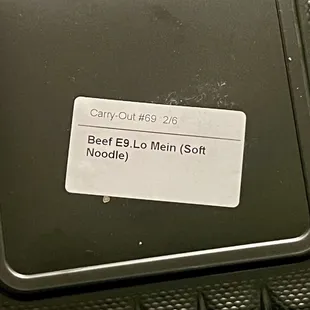 Carry-Out #69 2/6
Beef E9.Lo Mein (Soft
Noodle)